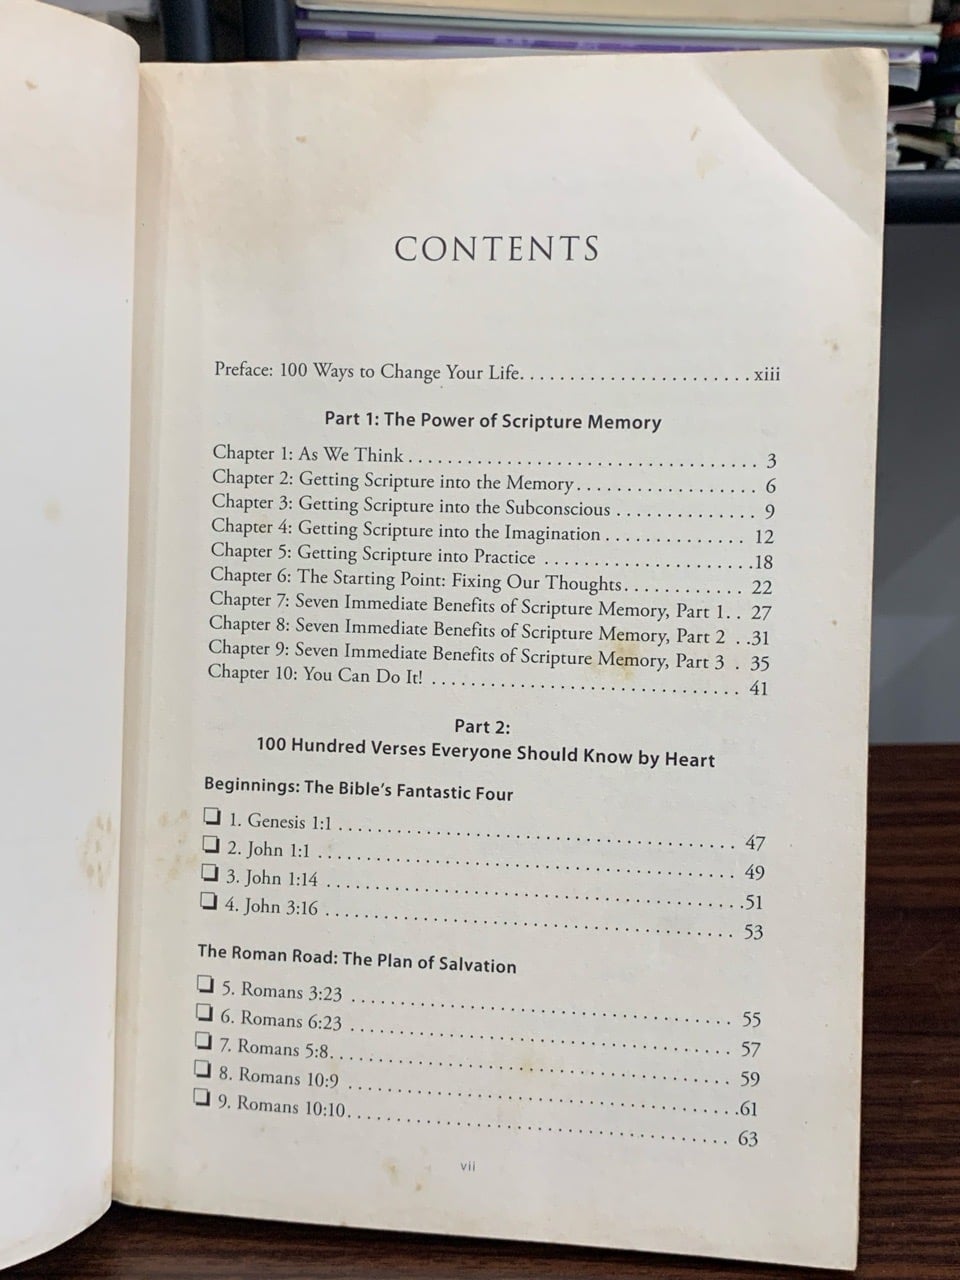 CONTENTS
Preface: 100 Ways to Change Your Life. . . . . . . . . . . . . . . . . . . . . . . xiii
Part 1: The Power of Scripture Memory
Chapter 1: As We Think . . . . . . . . . . . . . . . . . . . . . . . . . . . . . . . . . . . 3
Chapter 2: Getting Scripture into the Memory. . . . . . . . . . . . . . . . . . . 6
Chapter 3: Getting Scripture into the Subconscious . . . . . . . . . . . . . . 9
Chapter 4: Getting Scripture into the Imagination . . . . . . . . . . . . . . 12
Chapter 5: Getting Scripture into Practice . . . . . . . . . . . . . . . . . . . . .18
Chapter 6: The Starting Point: Fixing Our Thoughts. . . . . . . . . . . . 22
Chapter 7: Seven Immediate Benefits of Scripture Memory, Part 1. . 27
Chapter 8: Seven Immediate Benefits of Scripture Memory, Part 2 . .31
Chapter 9: Seven Immediate Benefits of Scripture Memory, Part 3 . 35
Chapter 10: You Can Do It! . . . . . . . . . . . . . . . . . . . . . . . . . . . . . . 41
Part 2:
100 Hundred Verses Everyone Should Know by Heart
Beginnings: The Bible's Fantastic Four
❏ 1. Genesis 1:1 . . . . . . . . . . . . . . . . . . . . . . . . . . . . . . . . . 47
❏ 2. John 1:1 . . . . . . . . . . . . . . . . . . . . . . . . . . . . . . . . . . . 49
❏ 3. John 1:14 . . . . . . . . . . . . . . . . . . . . . . . . . . . . . . . . . . .51
❏ 4. John 3:16 . . . . . . . . . . . . . . . . . . . . . . . . . . . . . . . . . . 53
The Roman Road: The Plan of Salvation
❏ 5. Romans 3:23 . . . . . . . . . . . . . . . . . . . . . . . . . . . . . . . . 55
❏ 6. Romans 6:23 . . . . . . . . . . . . . . . . . . . . . . . . . . . . . . . . 57
❏ 7. Romans 5:8. . . . . . . . . . . . . . . . . . . . . . . . . . . . . . . . . . 59
❏ 8. Romans 10:9 . . . . . . . . . . . . . . . . . . . . . . . . . . . . . . . . .61
❏ 9. Romans 10:10. . . . . . . . . . . . . . . . . . . . . . . . . . . . . . . . 63
vii